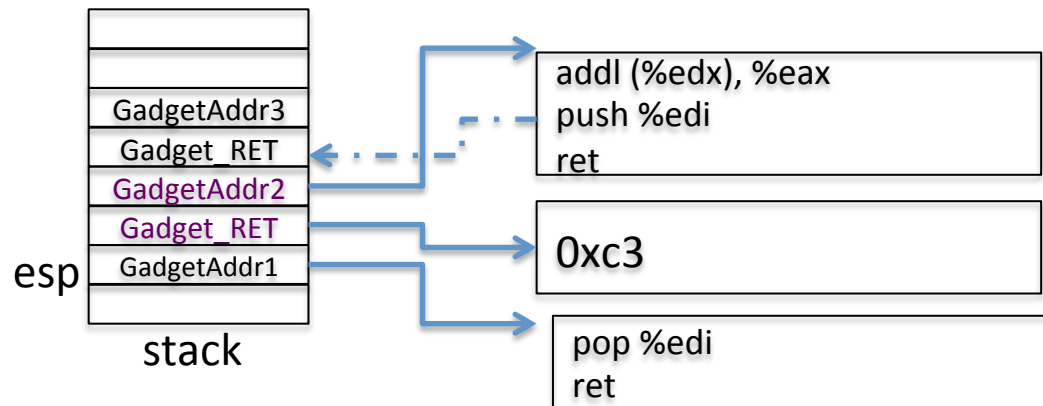 GadgetAddr3
Gadget_RET
GadgetAddr2
Gadget_RET
GadgetAddr1
esp
stack
addl (%edx), %eax
push %edi
ret
0xc3
pop %edi
ret